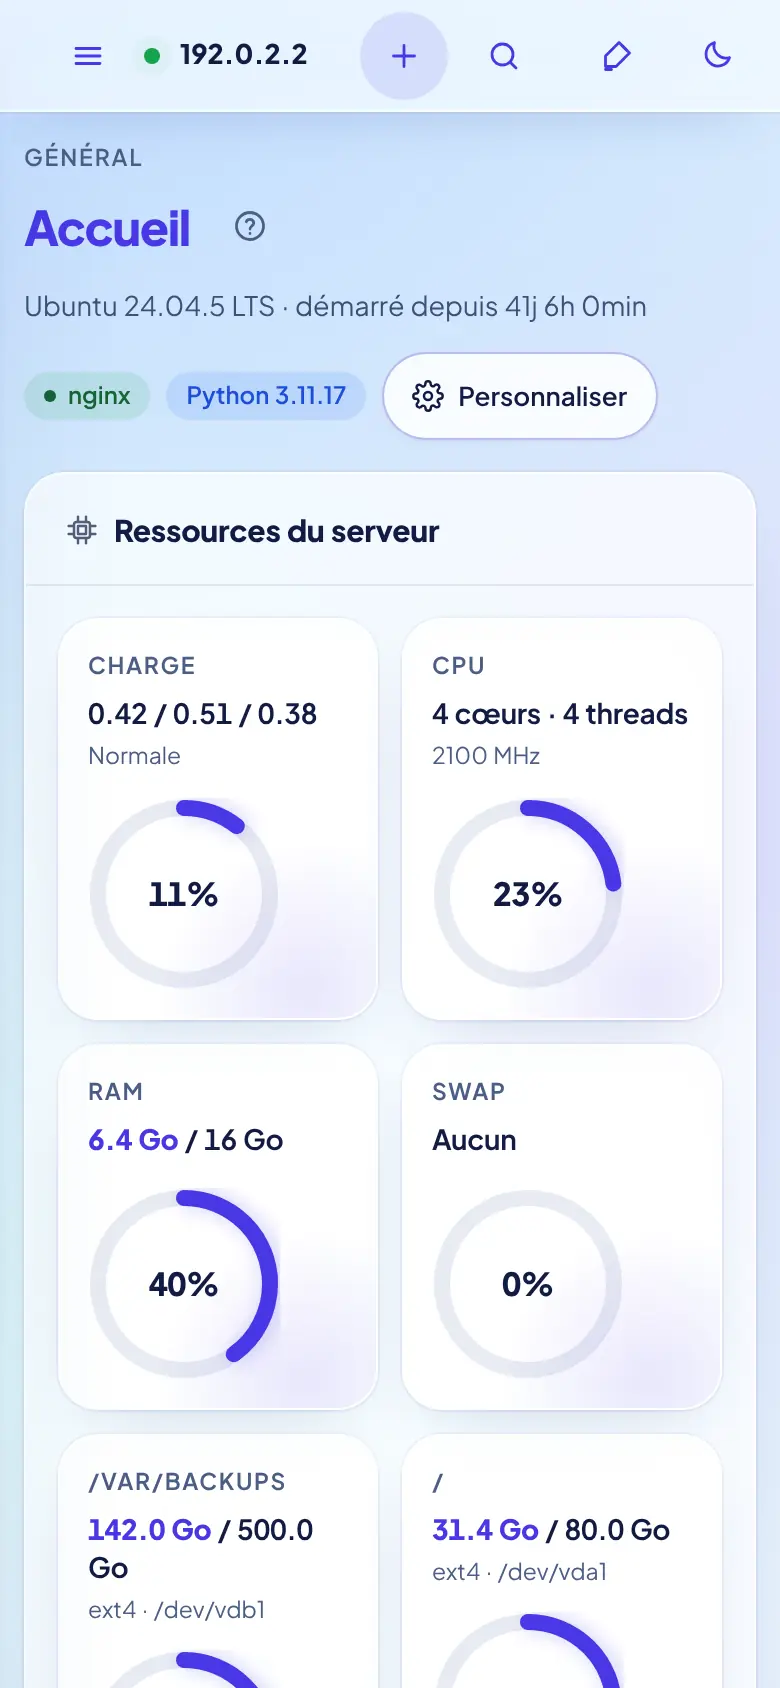 192.0.2.2
GÉNÉRAL
Accueil
Ubuntu 24.04.5 LTS · démarré depuis 41j 6h 0min
nginx
Python 3.11.17
Personnaliser
Ressources du serveur
CHARGE
0.42 / 0.51 / 0.38
Normale
11%
CPU
4 cœurs · 4 threads
2100 MHz
23%
RAM
6.4 Go / 16 Go
40%
SWAP
Aucun
0%
/VAR/BACKUPS
142.0 Go / 500.0
Go
ext4 · /dev/vdb1
/
31.4 Go / 80.0 Go
ext4 · /dev/vda1